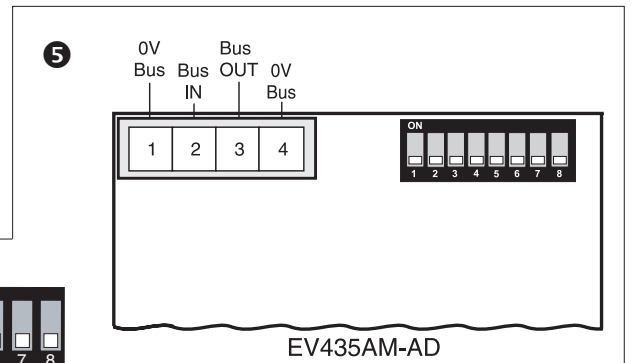 5
0V Bus
Bus IN
Bus OUT
0V Bus
1 2 3 4
ON
1 2 3 4 5 6 7 8
7 8
EV435AM-AD